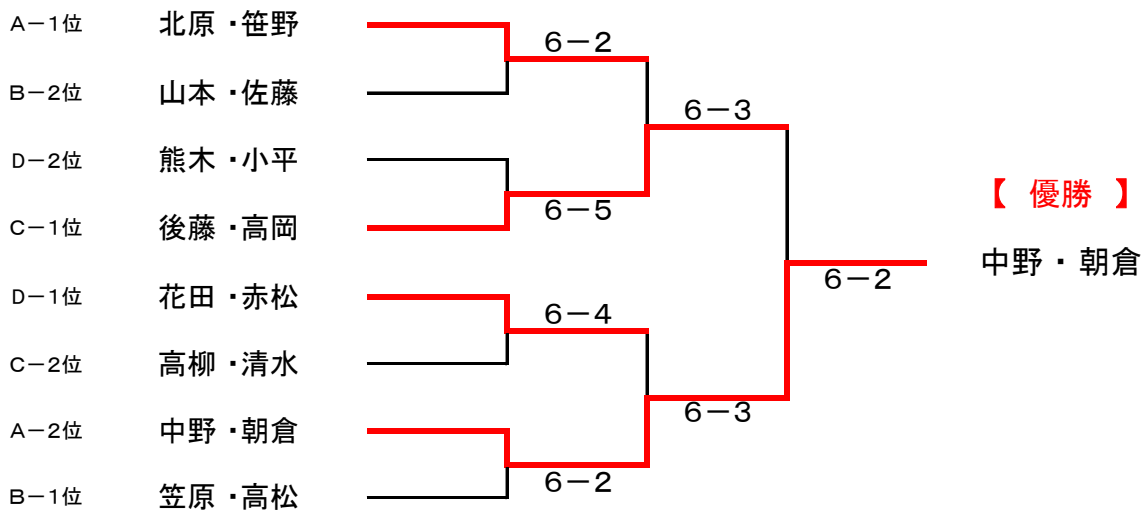 A－1位 北原・笹野
6－2
B－2位 山本・佐藤
6－3
D－2位 熊木・小平
【 優勝 】
6－5
C－1位 後藤・高岡
中野・朝倉
6－2
D－1位 花田・赤松
6－4
C－2位 高柳・清水
6－3
A－2位 中野・朝倉
6－2
B－1位 笠原・高松